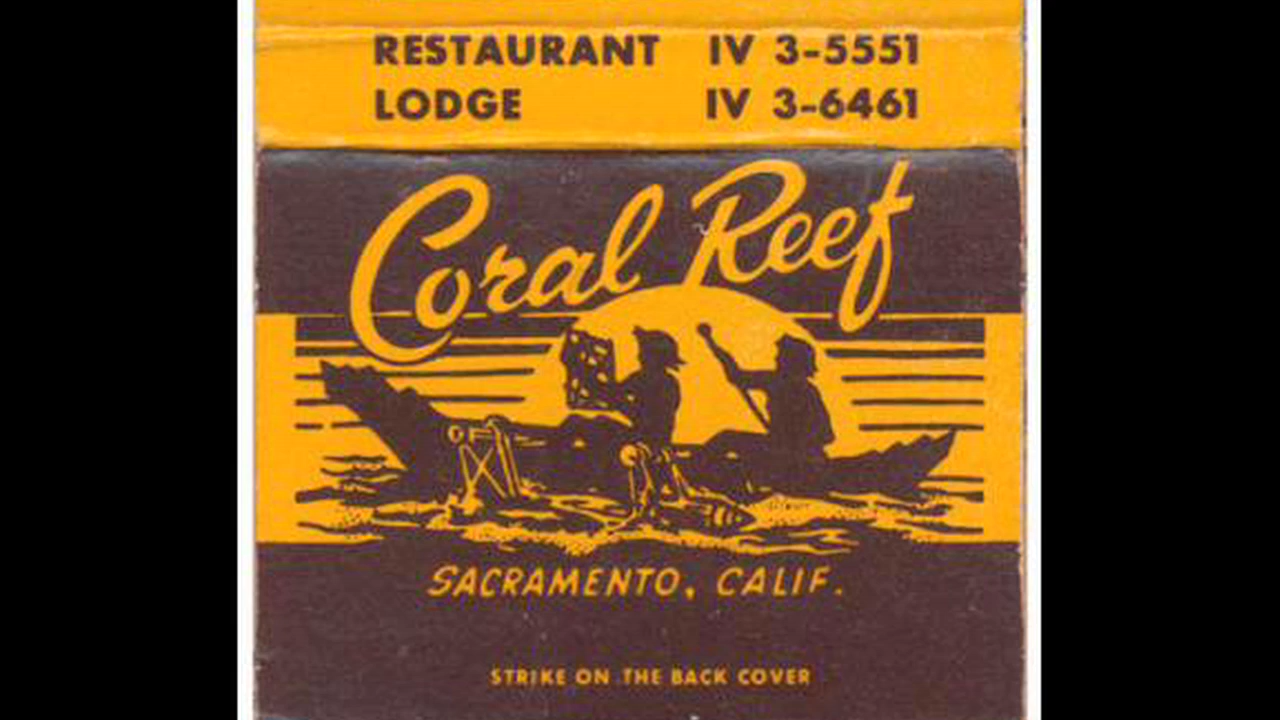 RESTAURANT IV 3-5551
LODGE IV 3-6461
Coral Reef
SACRAMENTO, CALIF.
STRIKE ON THE BACK COVER